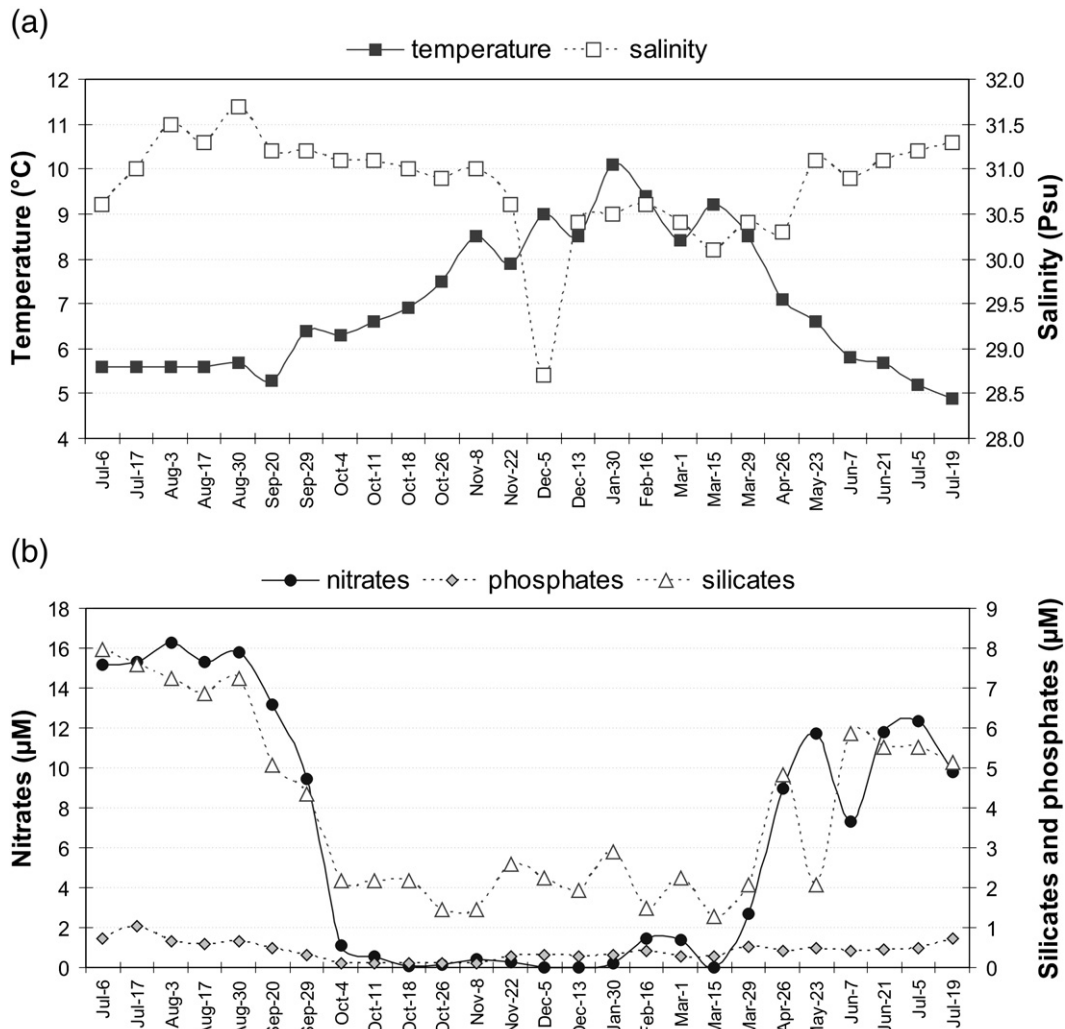 (a)
temperature salinity
12 32.0
11 31.5
10 31.0
9 30.5
8 30.0
7 29.5
6 29.0
5 28.5
4 28.0
Temperature (°C)
Salinity (Psu)
Jul-6 Jul-17 Aug-3 Aug-17 Aug-30 Sep-20 Sep-29 Oct-4 Oct-11 Oct-18 Oct-26 Nov-8 Nov-22 Dec-5 Dec-13 Jan-30 Feb-16 Mar-1 Mar-15 Mar-29 Apr-26 May-23 Jun-7 Jun-21 Jul-5 Jul-19
(b)
nitrates phosphates silicates
18 9
16 8
14 7
12 6
10 5
8 4
6 3
4 2
2 1
0 0
Nitrates (µM)
Silicates and phosphates (µM)
Jul-6 Jul-17 Aug-3 Aug-17 Aug-30 Sep-20 Sep-29 Oct-4 Oct-11 Oct-18 Oct-26 Nov-8 Nov-22 Dec-5 Dec-13 Jan-30 Feb-16 Mar-1 Mar-15 Mar-29 Apr-26 May-23 Jun-7 Jun-21 Jul-5 Jul-19